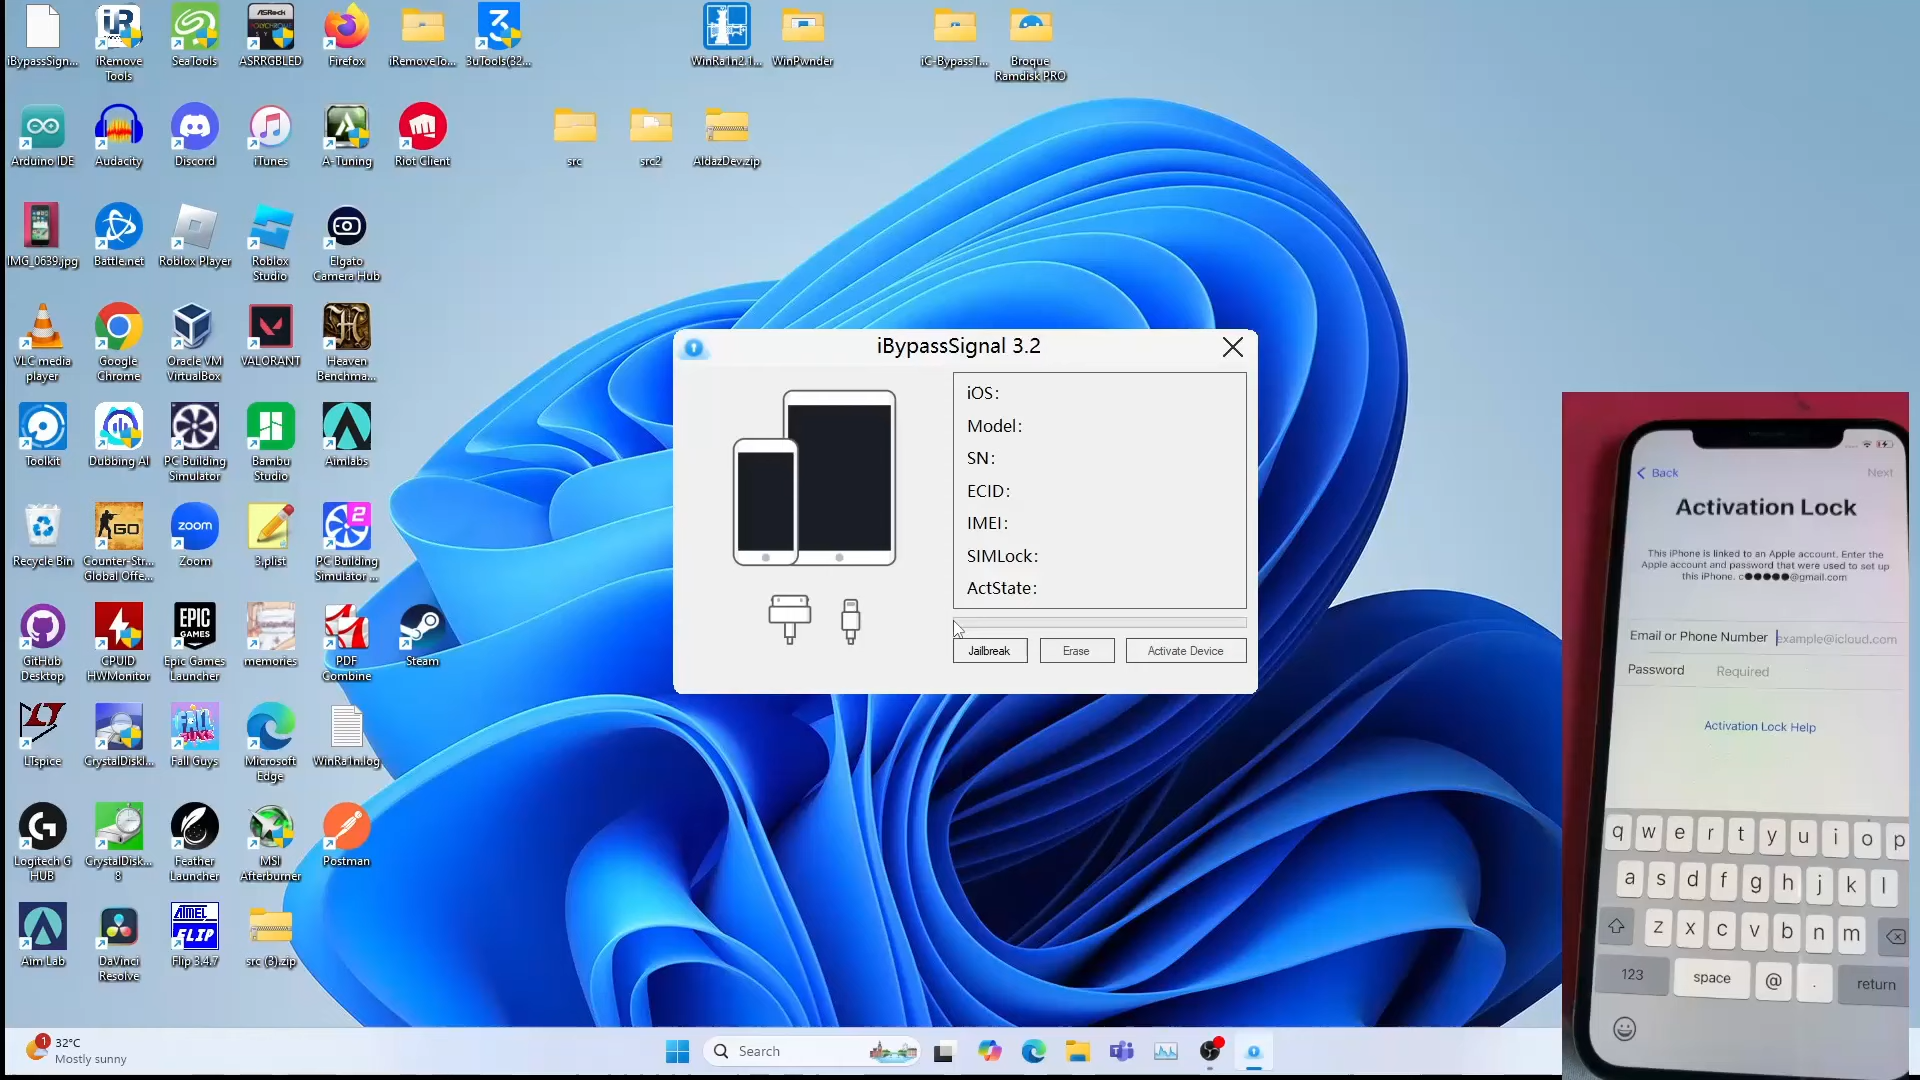 iBypassSign...
iRemove
Tools
SeaTools
ASRRGBLED
Firefox
iRemoveTo...
3uTools(32...
WinRa1n2.1...
WinPwnder
iC-BypassT...
Broque
Ramdisk PRO
Arduino IDE
Audacity
Discord
iTunes
A-Tuning
Riot Client
src
src2
AldazDev.zip
IMG_0639.jpg
Battle.net
Roblox Player
Roblox
Studio
Elgato
Camera Hub
VLC media
player
Google
Chrome
Oracle VM
VirtualBox
VALORANT
Heaven
Benchma...
Toolkit
Dubbing AI
PC Building
Simulator
Bambu
Studio
Aimlabs
Recycle Bin
Counter-Str...
Global Offe...
Zoom
3.plist
PC Building
Simulator ...
GitHub
Desktop
CPUID
HWMonitor
Epic Games
Launcher
memories
PDF
Combine
Steam
LTspice
CrystalDiskI...
Fall Guys
Microsoft
Edge
WinRa1n.log
Logitech G
HUB
CrystalDisk...
8
Feather
Launcher
MSI
Afterburner
Postman
Aim Lab
DaVinci
Resolve
Flip 3.4.7
src (3).zip
iBypassSignal 3.2
iOS:
Model:
SN:
ECID:
IMEI:
SIMLock:
ActState:
Jailbreak
Erase
Activate Device
Back
Next
Activation Lock
This iPhone is linked to an Apple account. Enter the
Apple account and password that were used to set up
this iPhone. c●●●●●@gmail.com
Email or Phone Number example@icloud.com
Password Required
Activation Lock Help
q w e r t y u i o p
a s d f g h j k l
z x c v b n m
123 space @ . return
1
32°C
Mostly sunny
Search